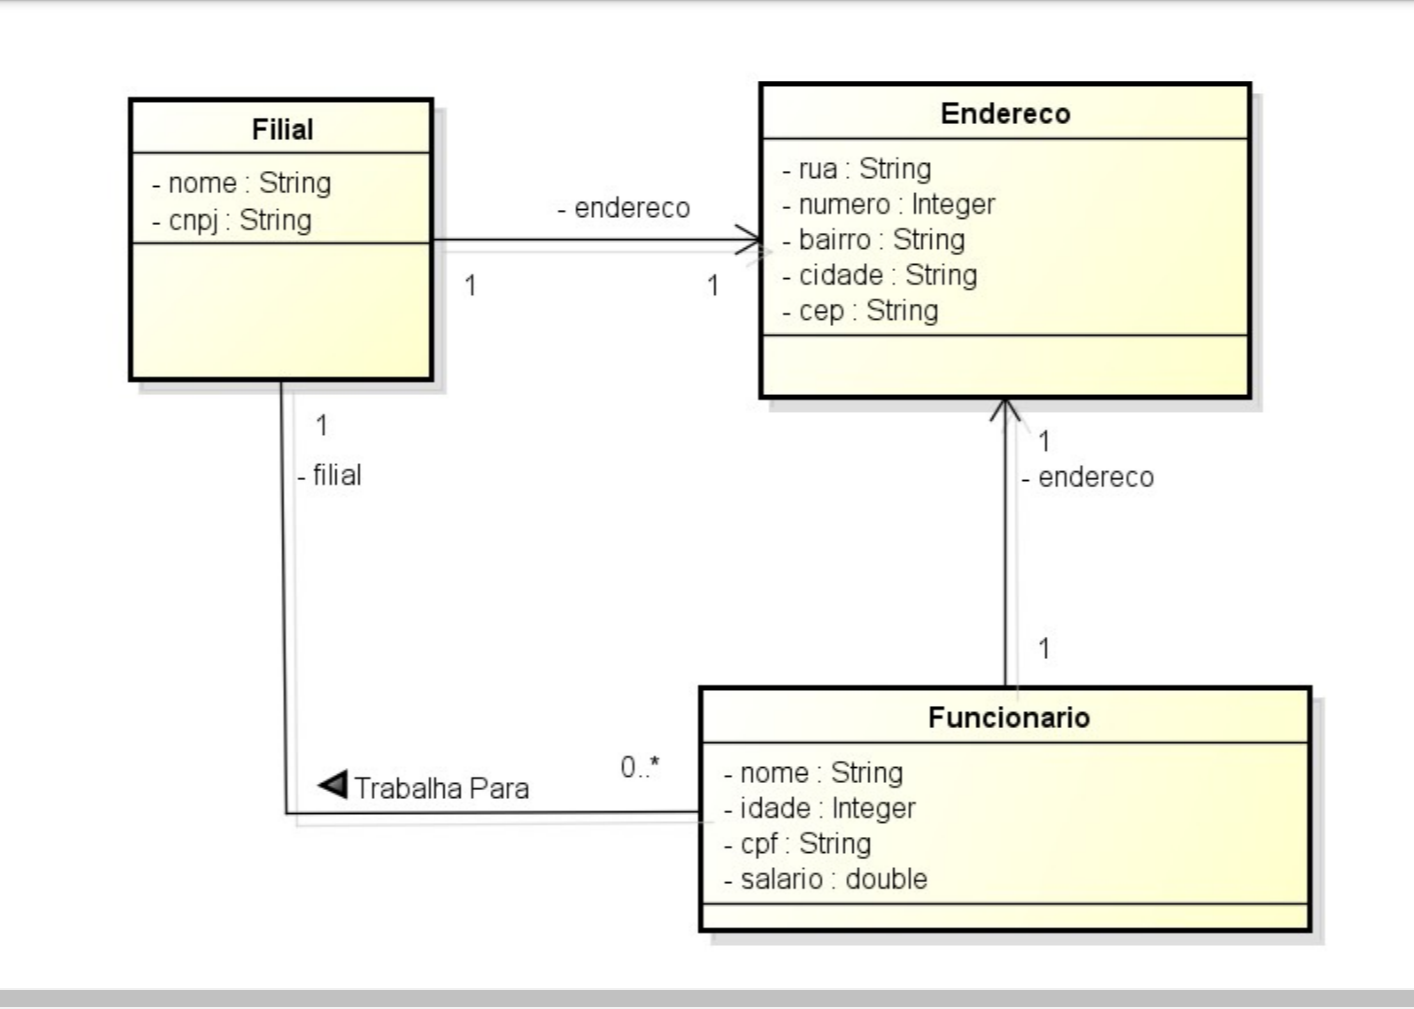 Filial
- nome : String
- cnpj : String
- endereco
1
1
Endereco
- rua : String
- numero : Integer
- bairro : String
- cidade : String
- cep : String
1
- filial
1
- endereco
1
Trabalha Para
0..*
Funcionario
- nome : String
- idade : Integer
- cpf : String
- salario : double